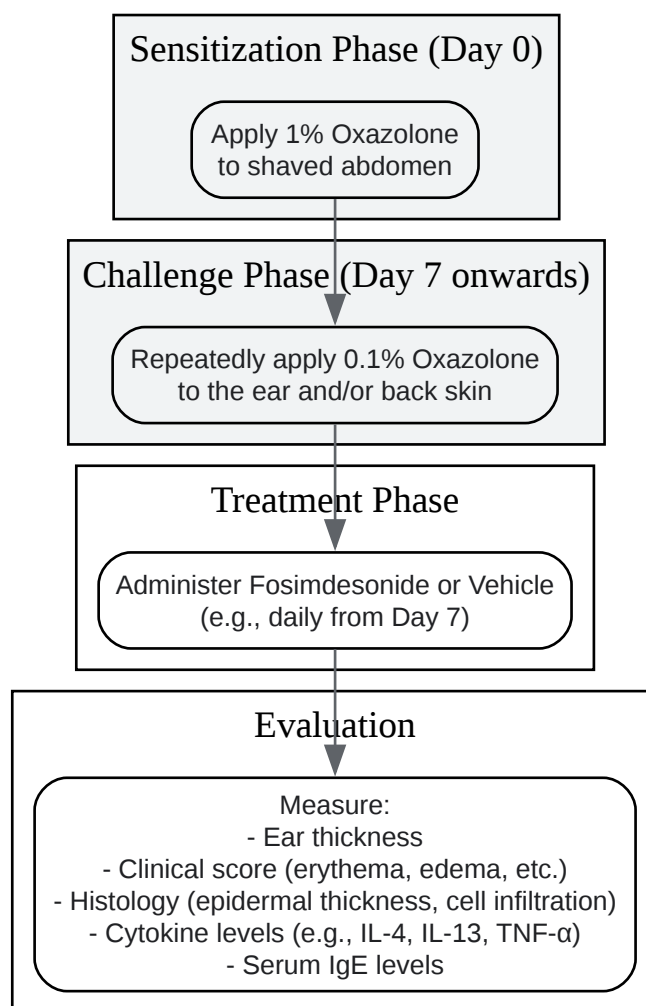 Sensitization Phase (Day 0)
Apply 1% Oxazolone
to shaved abdomen
Challenge Phase (Day 7 onwards)
Repeatedly apply 0.1% Oxazolone
to the ear and/or back skin
Treatment Phase
Administer Fosimdesonide or Vehicle
(e.g., daily from Day 7)
Evaluation
Measure:
- Ear thickness
- Clinical score (erythema, edema, etc.)
- Histology (epidermal thickness, cell infiltration)
- Cytokine levels (e.g., IL-4, IL-13, TNF-α)
- Serum IgE levels